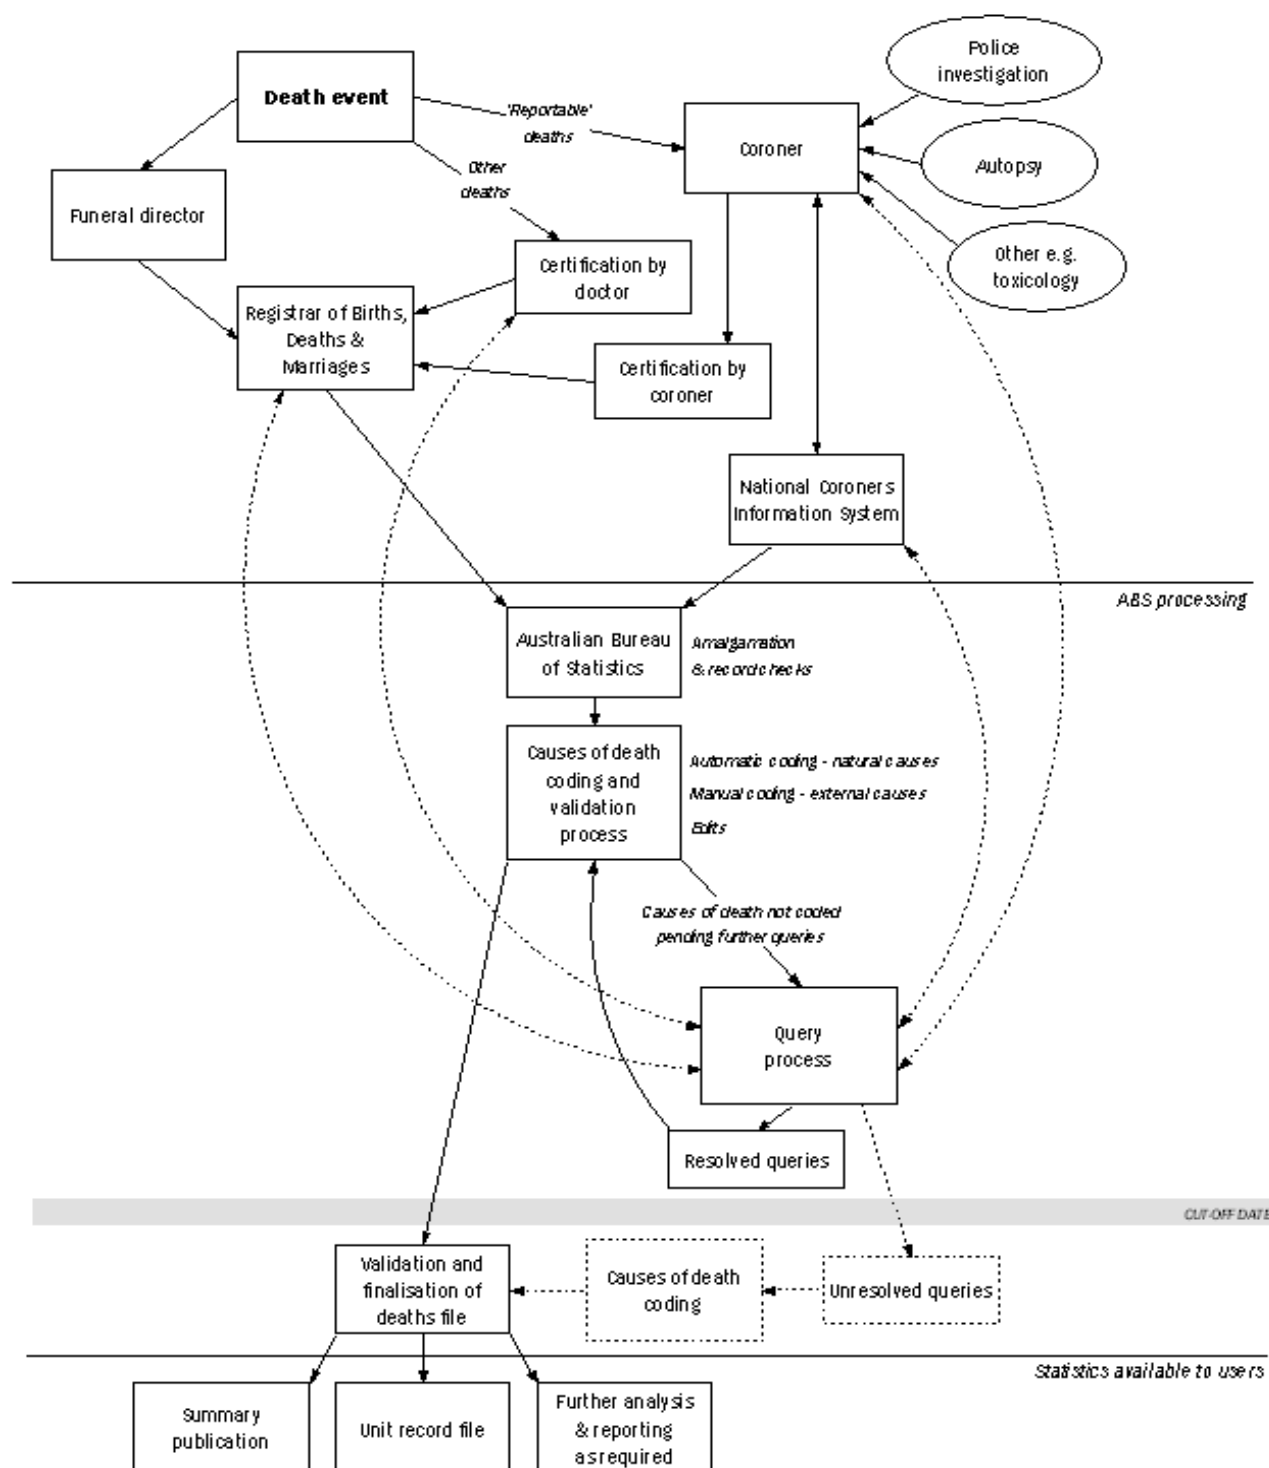 Police
investigation
Death event
'Reportable'
deaths
Coroner
Autopsy
Other
deaths
Funeral director
Other e.g.
toxicology
Certification by
doctor
Registrar of Births,
Deaths &
Marriages
Certification by
coroner
National Coroners
Information System
ABS processing
Australian Bureau
of Statistics
Amalgamation
& record checks
Causes of death
coding and
validation
process
Automatic coding - natural causes
Manual coding - external causes
Edits
Causes of death not coded
pending further queries
Query
process
Resolved queries
CUT-OFF DATE
Validation and
finalisation of
deaths file
Causes of death
coding
Unresolved queries
Statistics available to users
Summary
publication
Unit record file
Further analysis
& reporting
as required